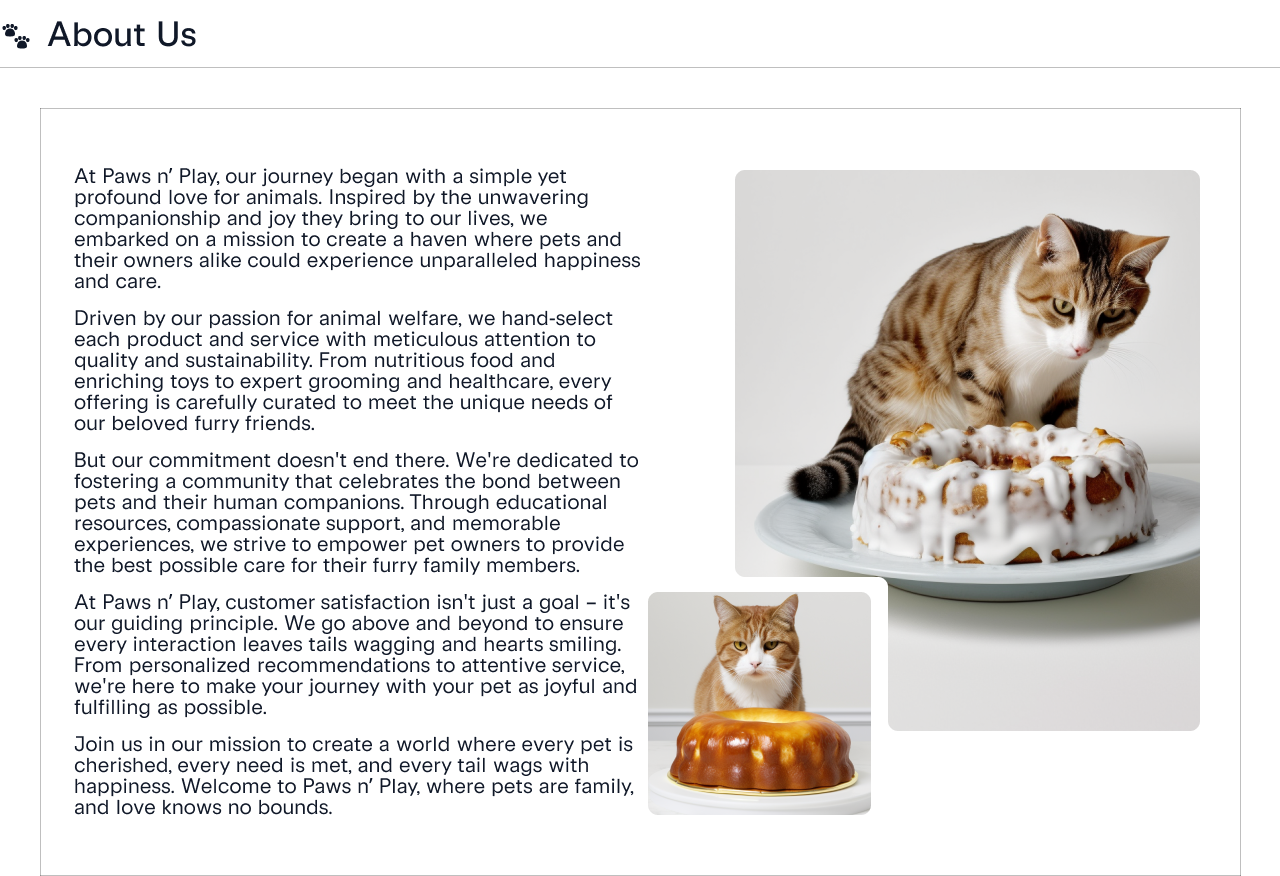 About Us
At Paws n’ Play, our journey began with a simple yet
profound love for animals. Inspired by the unwavering
companionship and joy they bring to our lives, we
embarked on a mission to create a haven where pets and
their owners alike could experience unparalleled happiness
and care.
Driven by our passion for animal welfare, we hand-select
each product and service with meticulous attention to
quality and sustainability. From nutritious food and
enriching toys to expert grooming and healthcare, every
offering is carefully curated to meet the unique needs of
our beloved furry friends.
But our commitment doesn't end there. We're dedicated to
fostering a community that celebrates the bond between
pets and their human companions. Through educational
resources, compassionate support, and memorable
experiences, we strive to empower pet owners to provide
the best possible care for their furry family members.
At Paws n’ Play, customer satisfaction isn't just a goal – it's
our guiding principle. We go above and beyond to ensure
every interaction leaves tails wagging and hearts smiling.
From personalized recommendations to attentive service,
we're here to make your journey with your pet as joyful and
fulfilling as possible.
Join us in our mission to create a world where every pet is
cherished, every need is met, and every tail wags with
happiness. Welcome to Paws n’ Play, where pets are family,
and love knows no bounds.